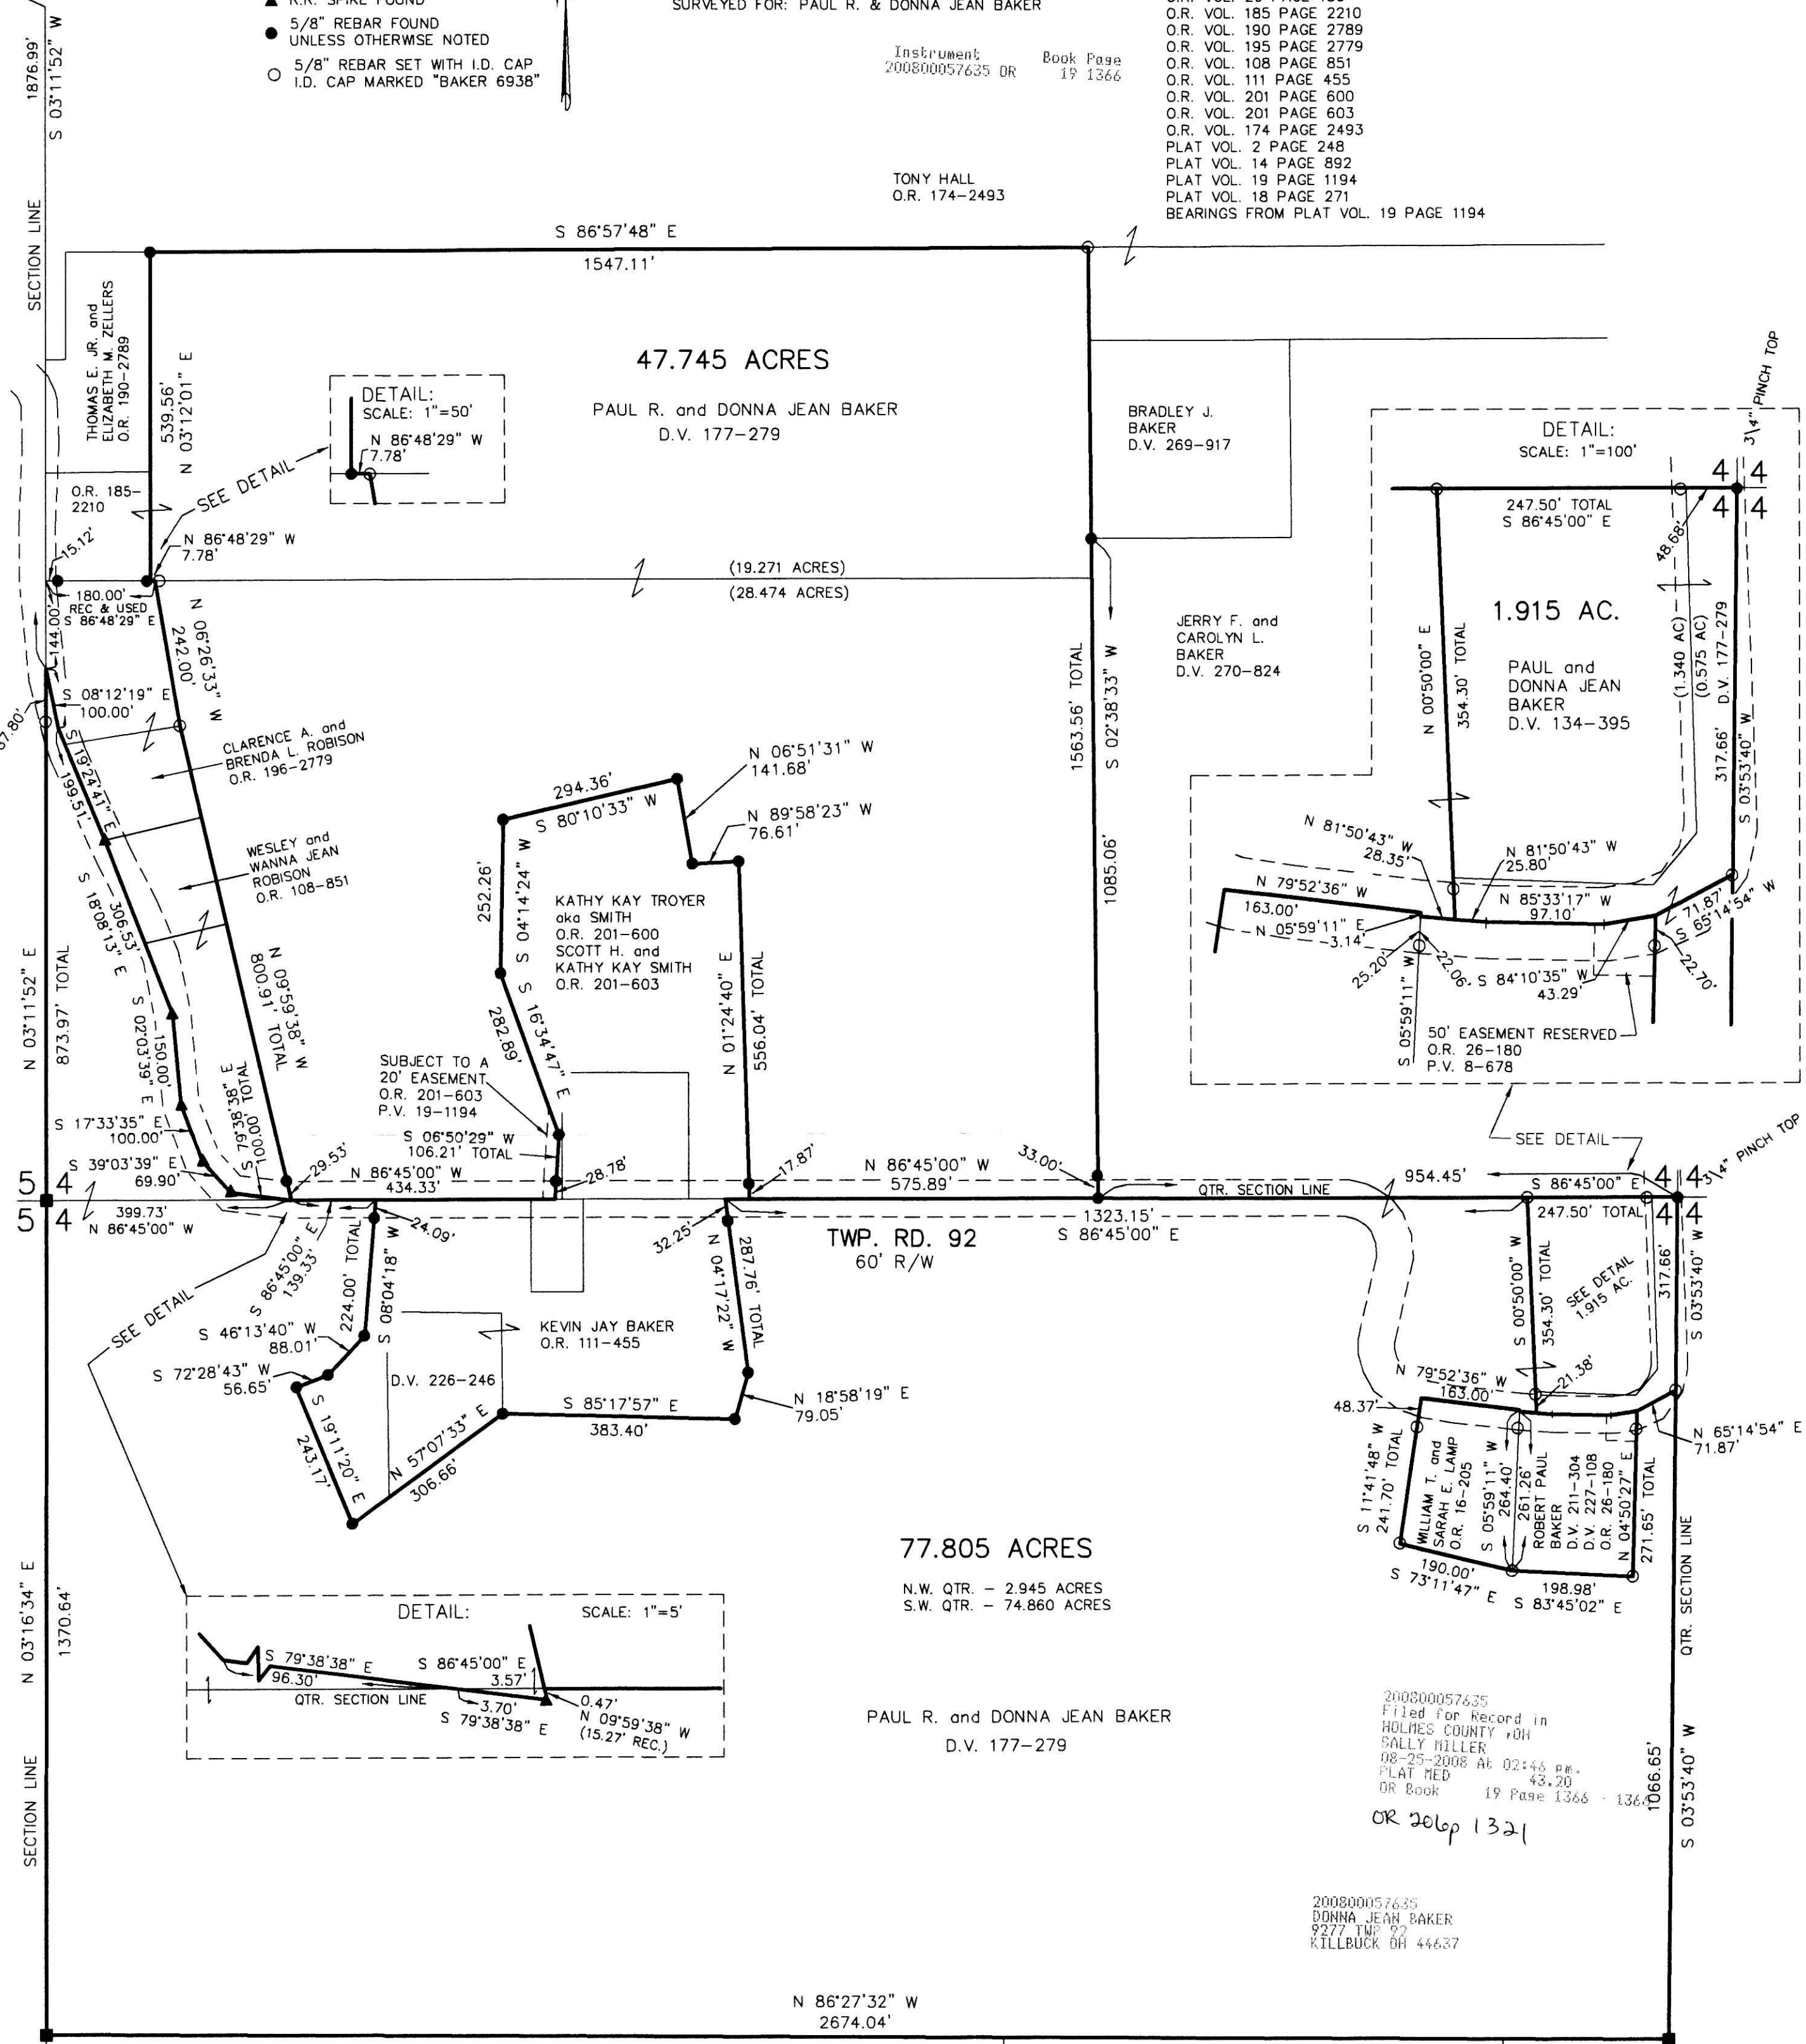 R.R. SPIKE FOUND
5/8" REBAR FOUND
UNLESS OTHERWISE NOTED
5/8" REBAR SET WITH I.D. CAP
I.D. CAP MARKED "BAKER 6938"
SURVEYED FOR: PAUL R. & DONNA JEAN BAKER
Instrument Book Page
200800057635 OR 19 1366
O.R. VOL. 185 PAGE 2210
O.R. VOL. 190 PAGE 2789
O.R. VOL. 195 PAGE 2779
O.R. VOL. 108 PAGE 851
O.R. VOL. 111 PAGE 455
O.R. VOL. 201 PAGE 600
O.R. VOL. 201 PAGE 603
O.R. VOL. 174 PAGE 2493
PLAT VOL. 2 PAGE 248
PLAT VOL. 14 PAGE 892
PLAT VOL. 19 PAGE 1194
PLAT VOL. 18 PAGE 271
BEARINGS FROM PLAT VOL. 19 PAGE 1194
TONY HALL
O.R. 174-2493
1876.99'
S 03°11'52" W
SECTION LINE
S 86°57'48" E
1547.11'
THOMAS E. JR. and
ELIZABETH M. ZELLERS
O.R. 190-2789
539.56'
N 03°12'01" E
47.745 ACRES
PAUL R. and DONNA JEAN BAKER
D.V. 177-279
DETAIL:
SCALE: 1"=50'
N 86°48'29" W
7.78'
SEE DETAIL
BRADLEY J.
BAKER
D.V. 269-917
O.R. 185-
2210
15.12'
N 86°48'29" W
7.78'
180.00'
REC & USED
S 86°48'29" E
144.00'
(19.271 ACRES)
(28.474 ACRES)
N 06°26'33" W
242.00'
JERRY F. and
CAROLYN L.
BAKER
D.V. 270-824
1563.56' TOTAL
S 02°38'33" W
1085.06'
S 08°12'19" E
100.00'
67.80'
S 19°24'41" E
199.51'
CLARENCE A. and
BRENDA L. ROBISON
O.R. 196-2779
WESLEY and
WANNA JEAN
ROBISON
O.R. 108-851
306.53'
S 18°08'13" E
N 03°11'52" E
873.97' TOTAL
150.00'
S 02°03'39" E
N 09°59'38" W
800.91' TOTAL
S 79°38'38" E
100.00' TOTAL
S 17°33'35" E
100.00'
S 39°03'39" E
69.90'
294.36'
S 80°10'33" W
N 06°51'31" W
141.68'
N 89°58'23" W
76.61'
252.26'
S 04°14'24" W
KATHY KAY TROYER
aka SMITH
O.R. 201-600
SCOTT H. and
KATHY KAY SMITH
O.R. 201-603
282.89'
S 16°34'47" E
N 01°24'40" E
556.04' TOTAL
SUBJECT TO A
20' EASEMENT
O.R. 201-603
P.V. 19-1194
S 06°50'29" W
106.21' TOTAL
29.53'
N 86°45'00" W
434.33'
28.78'
17.87'
N 86°45'00" W
575.89'
33.00'
DETAIL:
SCALE: 1"=100'
3\4" PINCH TOP
4 4
4 4
247.50' TOTAL
S 86°45'00" E
48.68'
1.915 AC.
(1.340 AC)
(0.575 AC)
317.66' D.V. 177-279
S 03°53'40" W
N 00°50'00" E
354.30' TOTAL
PAUL and
DONNA JEAN
BAKER
D.V. 134-395
N 81°50'43" W
28.35'
N 81°50'43" W
25.80'
N 79°52'36" W
163.00'
N 85°33'17" W
97.10'
N 05°59'11" E
3.14'
71.87'
S 65°14'54" W
25.20'
22.06'
22.70'
S 05°59'11" W
S 84°10'35" W
43.29'
50' EASEMENT RESERVED
O.R. 26-180
P.V. 8-678
SEE DETAIL
3\4" PINCH TOP
5 4
5 4
399.73'
N 86°45'00" W
QTR. SECTION LINE
954.45'
S 86°45'00" E
247.50' TOTAL
4 4
4 4
1323.15'
S 86°45'00" E
TWP. RD. 92
60' R/W
S 86°45'00" E
139.33'
24.09'
224.00' TOTAL
S 08°04'18" W
32.25'
N 04°17'22" W
287.76' TOTAL
SEE DETAIL
S 46°13'40" W
88.01'
S 72°28'43" W
56.65'
KEVIN JAY BAKER
O.R. 111-455
D.V. 226-246
N 18°58'19" E
79.05'
S 85°17'57" E
383.40'
S 19°11'20" E
243.17'
N 57°07'33" E
306.66'
S 00°50'00" W
354.30' TOTAL
SEE DETAIL
1.915 AC.
317.66'
S 03°53'40" W
N 79°52'36" W
163.00'
21.38'
48.37'
S 11°41'48" W
241.70' TOTAL
WILLIAM T. and
SARAH E. LAMP
O.R. 16-205
S 05°59'11" W
264.40'
261.26'
ROBERT PAUL
BAKER
D.V. 211-304
D.V. 227-108
O.R. 26-180
N 04°50'27" E
271.65' TOTAL
N 65°14'54" E
71.87'
190.00'
S 73°11'47" E
198.98'
S 83°45'02" E
QTR. SECTION LINE
77.805 ACRES
N.W. QTR. - 2.945 ACRES
S.W. QTR. - 74.860 ACRES
N 03°16'34" E
1370.64'
DETAIL:
SCALE: 1"=5'
S 79°38'38" E
96.30'
S 86°45'00" E
3.57'
QTR. SECTION LINE
3.70'
S 79°38'38" E
0.47'
N 09°59'38" W
(15.27' REC.)
PAUL R. and DONNA JEAN BAKER
D.V. 177-279
200800057635
Filed for Record in
HOLMES COUNTY ,OH
SALLY MILLER
08-25-2008 At 02:46 pm.
PLAT MED 43.20
OR Book 19 Page 1366 -
OR 206p 1321
1066.65'
S 03°53'40" W
SECTION LINE
200800057635
DONNA JEAN BAKER
9277 TWP 92
KILLBUCK OH 44637
N 86°27'32" W
2674.04'